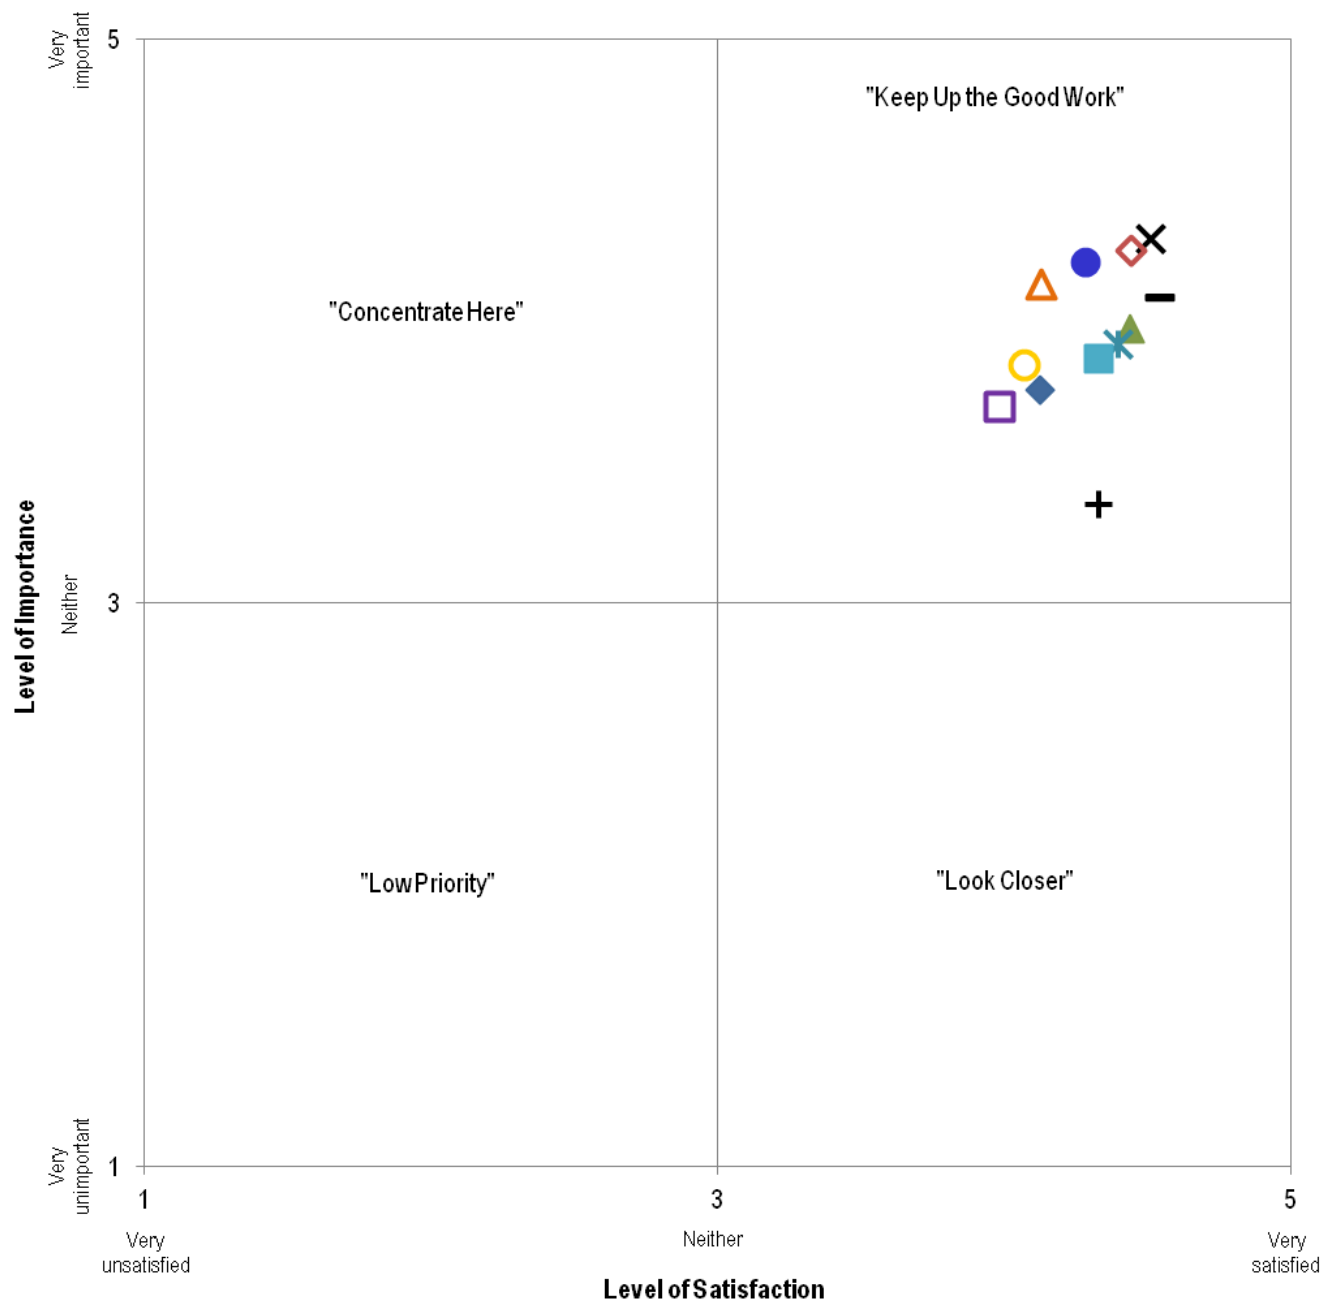 Very
important
5
"Keep Up the Good Work"
"Concentrate Here"
Level of Importance
Neither
3
"Low Priority"
"Look Closer"
Very
unimportant
1
1
3
5
Very
unsatisfied
Neither
Very
satisfied
Level of Satisfaction